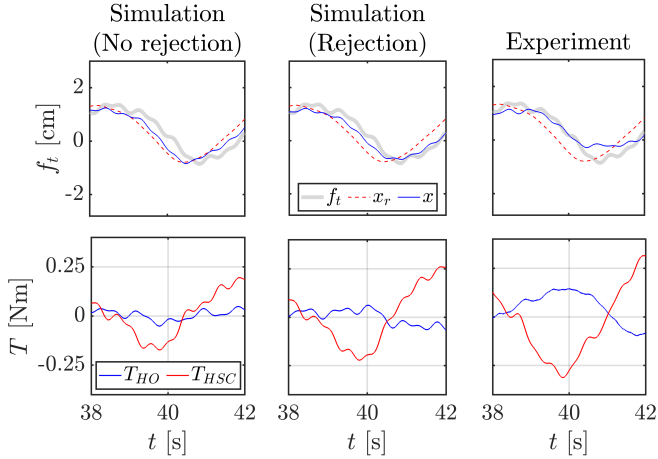 Simulation
(No rejection)
Simulation
(Rejection)
Experiment
f_t [cm]
2
0
-2
f_t x_r x
T [Nm]
0.25
0
-0.25
T_HO T_HSC
38 40 42
38 40 42
38 40 42
t [s]
t [s]
t [s]